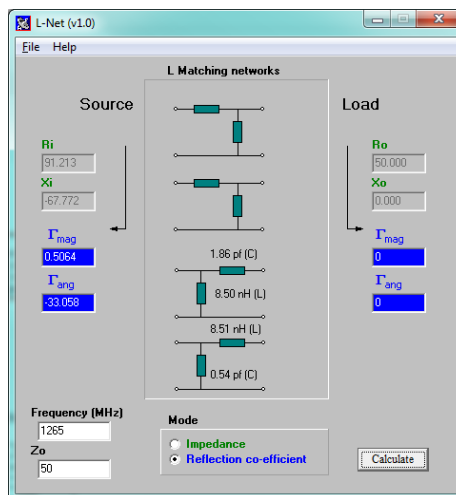 L-Net (v1.0)
File Help
L Matching networks
Source
Load
Ri
91.213
Xi
-67.772
Γmag
0.5064
Γang
-33.058
Ro
50.000
Xo
0.000
Γmag
0
Γang
0
1.86 pf (C)
8.50 nH (L)
8.51 nH (L)
0.54 pf (C)
Frequency (MHz)
1265
Zo
50
Mode
Impedance
Reflection co-efficient
Calculate